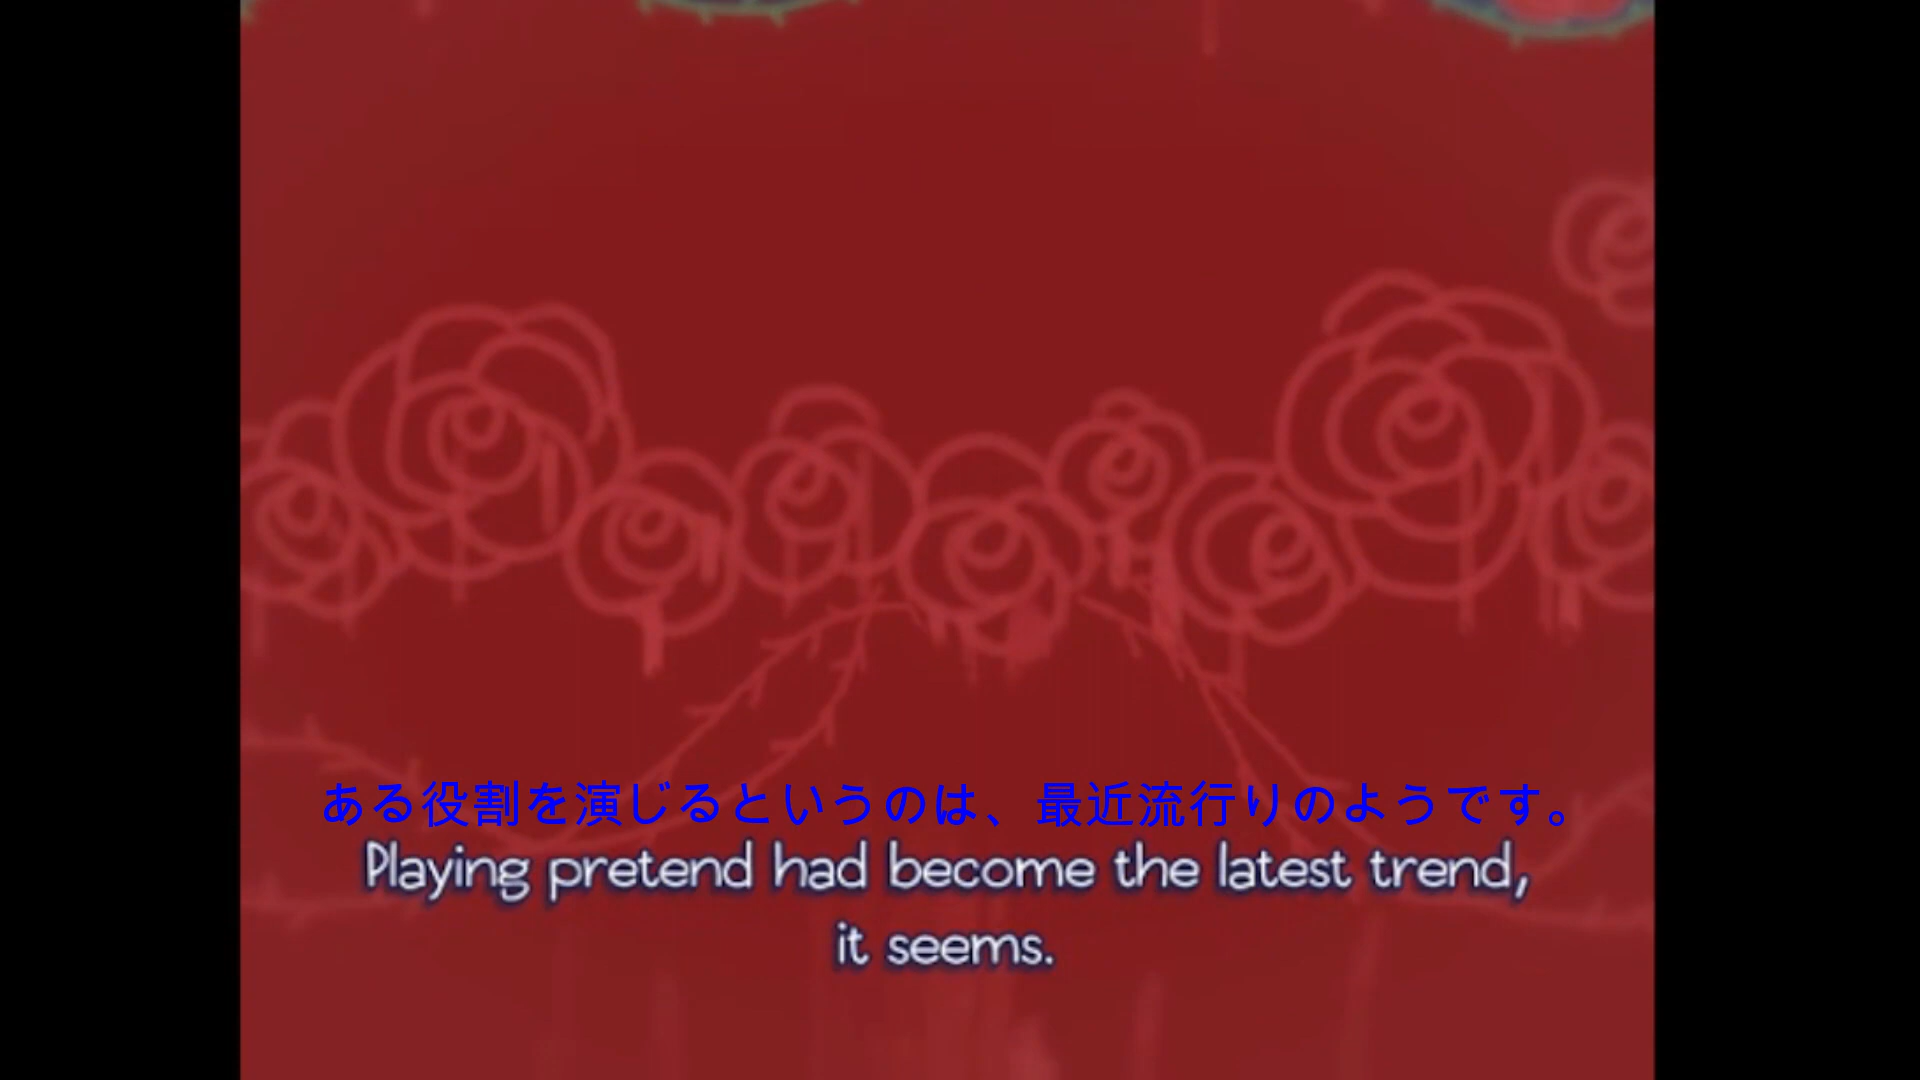 ある役割を演じるというのは、最近流行りのようです。
Playing pretend had become the latest trend,
it seems.